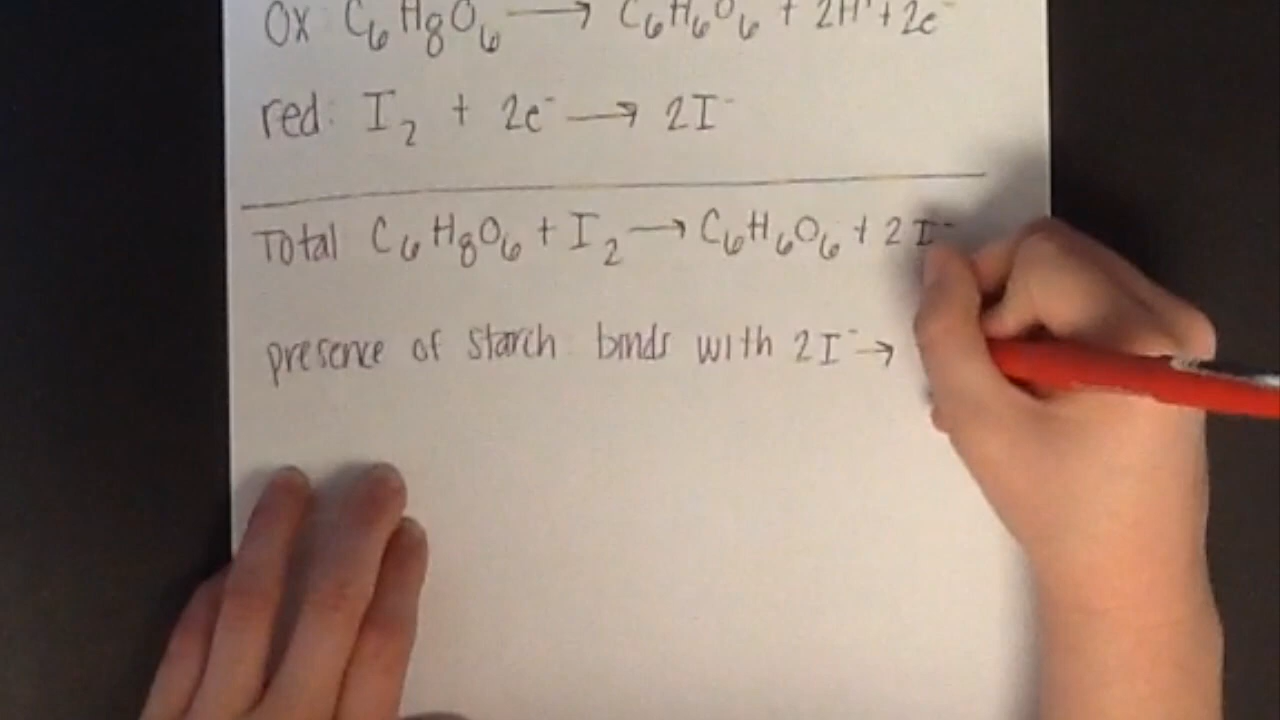 Ox C₆H₈O₆ → C₆H₆O₆ + 2H⁺ + 2e⁻
red: I₂ + 2e⁻ → 2I⁻
Total C₆H₈O₆ + I₂ → C₆H₆O₆ + 2I⁻
presence of starch binds with 2I⁻ →